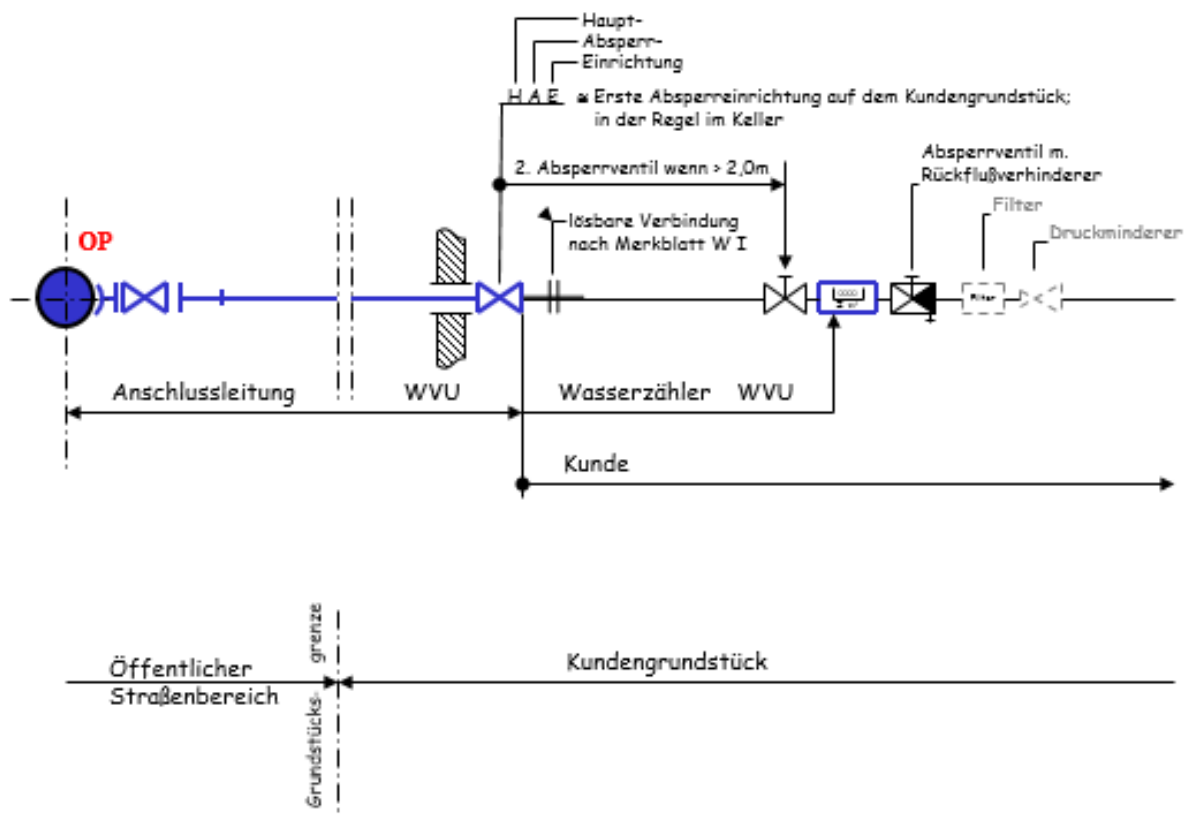 Haupt-
Absperr-
Einrichtung
H A E ≙ Erste Absperreinrichtung auf dem Kundengrundstück;
in der Regel im Keller
2. Absperrventil wenn > 2,0m
Absperrventil m.
Rückflußverhinderer
Filter
Druckminderer
OP
lösbare Verbindung
nach Merkblatt W I
Filter
Anschlussleitung WVU
Wasserzähler WVU
Kunde
Öffentlicher
Straßenbereich
Grundstücks-
grenze
Kundengrundstück